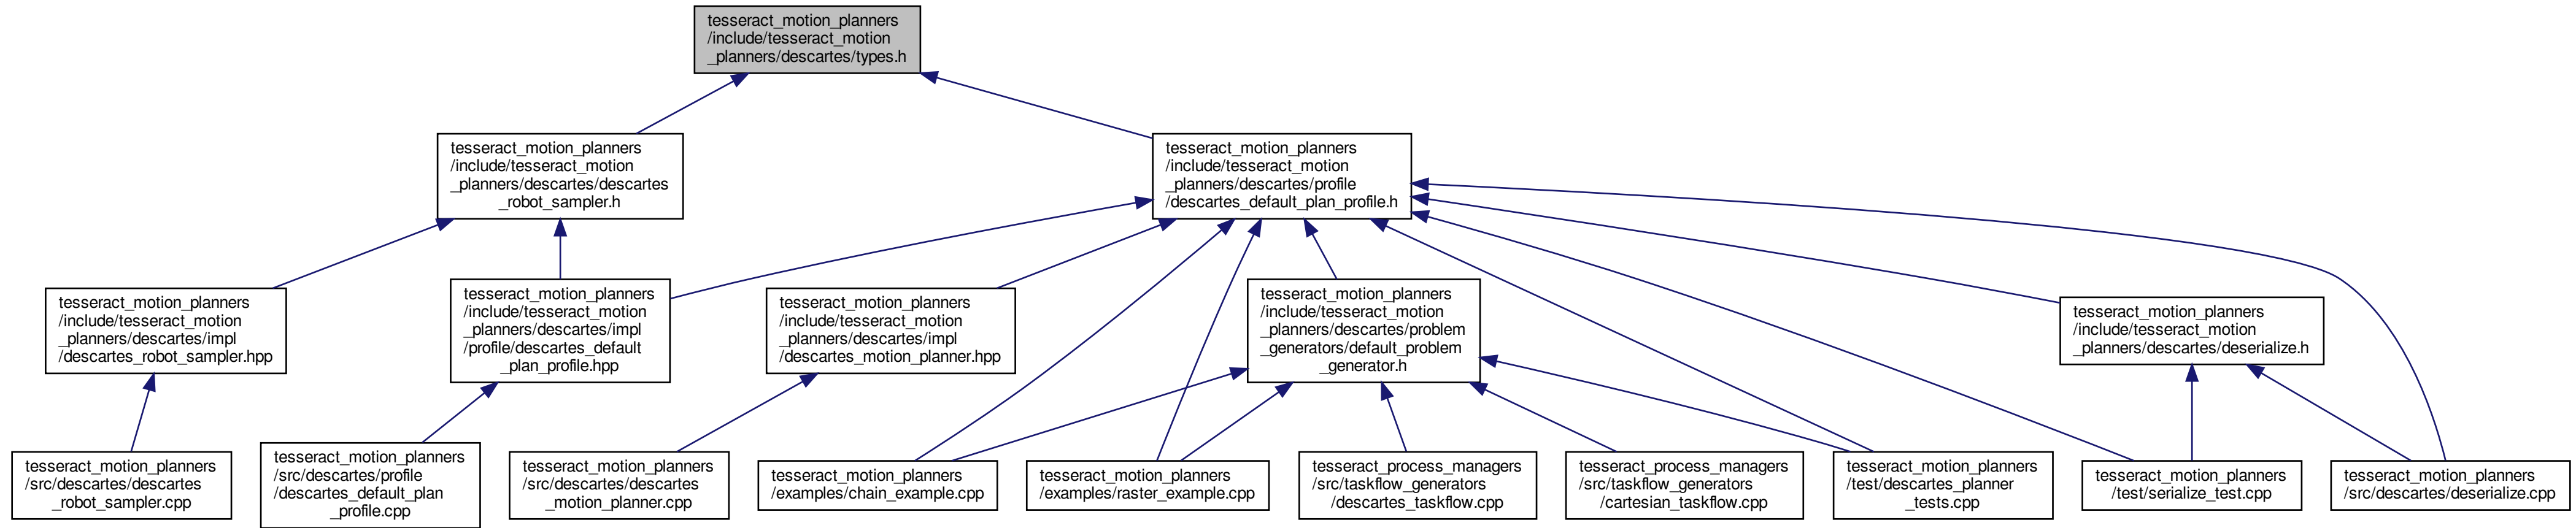 tesseract_motion_planners
/include/tesseract_motion
_planners/descartes/types.h
tesseract_motion_planners
/include/tesseract_motion
_planners/descartes/descartes
_robot_sampler.h
tesseract_motion_planners
/include/tesseract_motion
_planners/descartes/profile
/descartes_default_plan_profile.h
tesseract_motion_planners
/include/tesseract_motion
_planners/descartes/impl
/descartes_robot_sampler.hpp
tesseract_motion_planners
/include/tesseract_motion
_planners/descartes/impl
/profile/descartes_default
_plan_profile.hpp
tesseract_motion_planners
/include/tesseract_motion
_planners/descartes/impl
/descartes_motion_planner.hpp
tesseract_motion_planners
/include/tesseract_motion
_planners/descartes/problem
_generators/default_problem
_generator.h
tesseract_motion_planners
/include/tesseract_motion
_planners/descartes/deserialize.h
tesseract_motion_planners
/src/descartes/descartes
_robot_sampler.cpp
tesseract_motion_planners
/src/descartes/profile
/descartes_default_plan
_profile.cpp
tesseract_motion_planners
/src/descartes/descartes
_motion_planner.cpp
tesseract_motion_planners
/examples/chain_example.cpp
tesseract_motion_planners
/examples/raster_example.cpp
tesseract_process_managers
/src/taskflow_generators
/descartes_taskflow.cpp
tesseract_process_managers
/src/taskflow_generators
/cartesian_taskflow.cpp
tesseract_motion_planners
/test/descartes_planner
_tests.cpp
tesseract_motion_planners
/test/serialize_test.cpp
tesseract_motion_planners
/src/descartes/deserialize.cpp